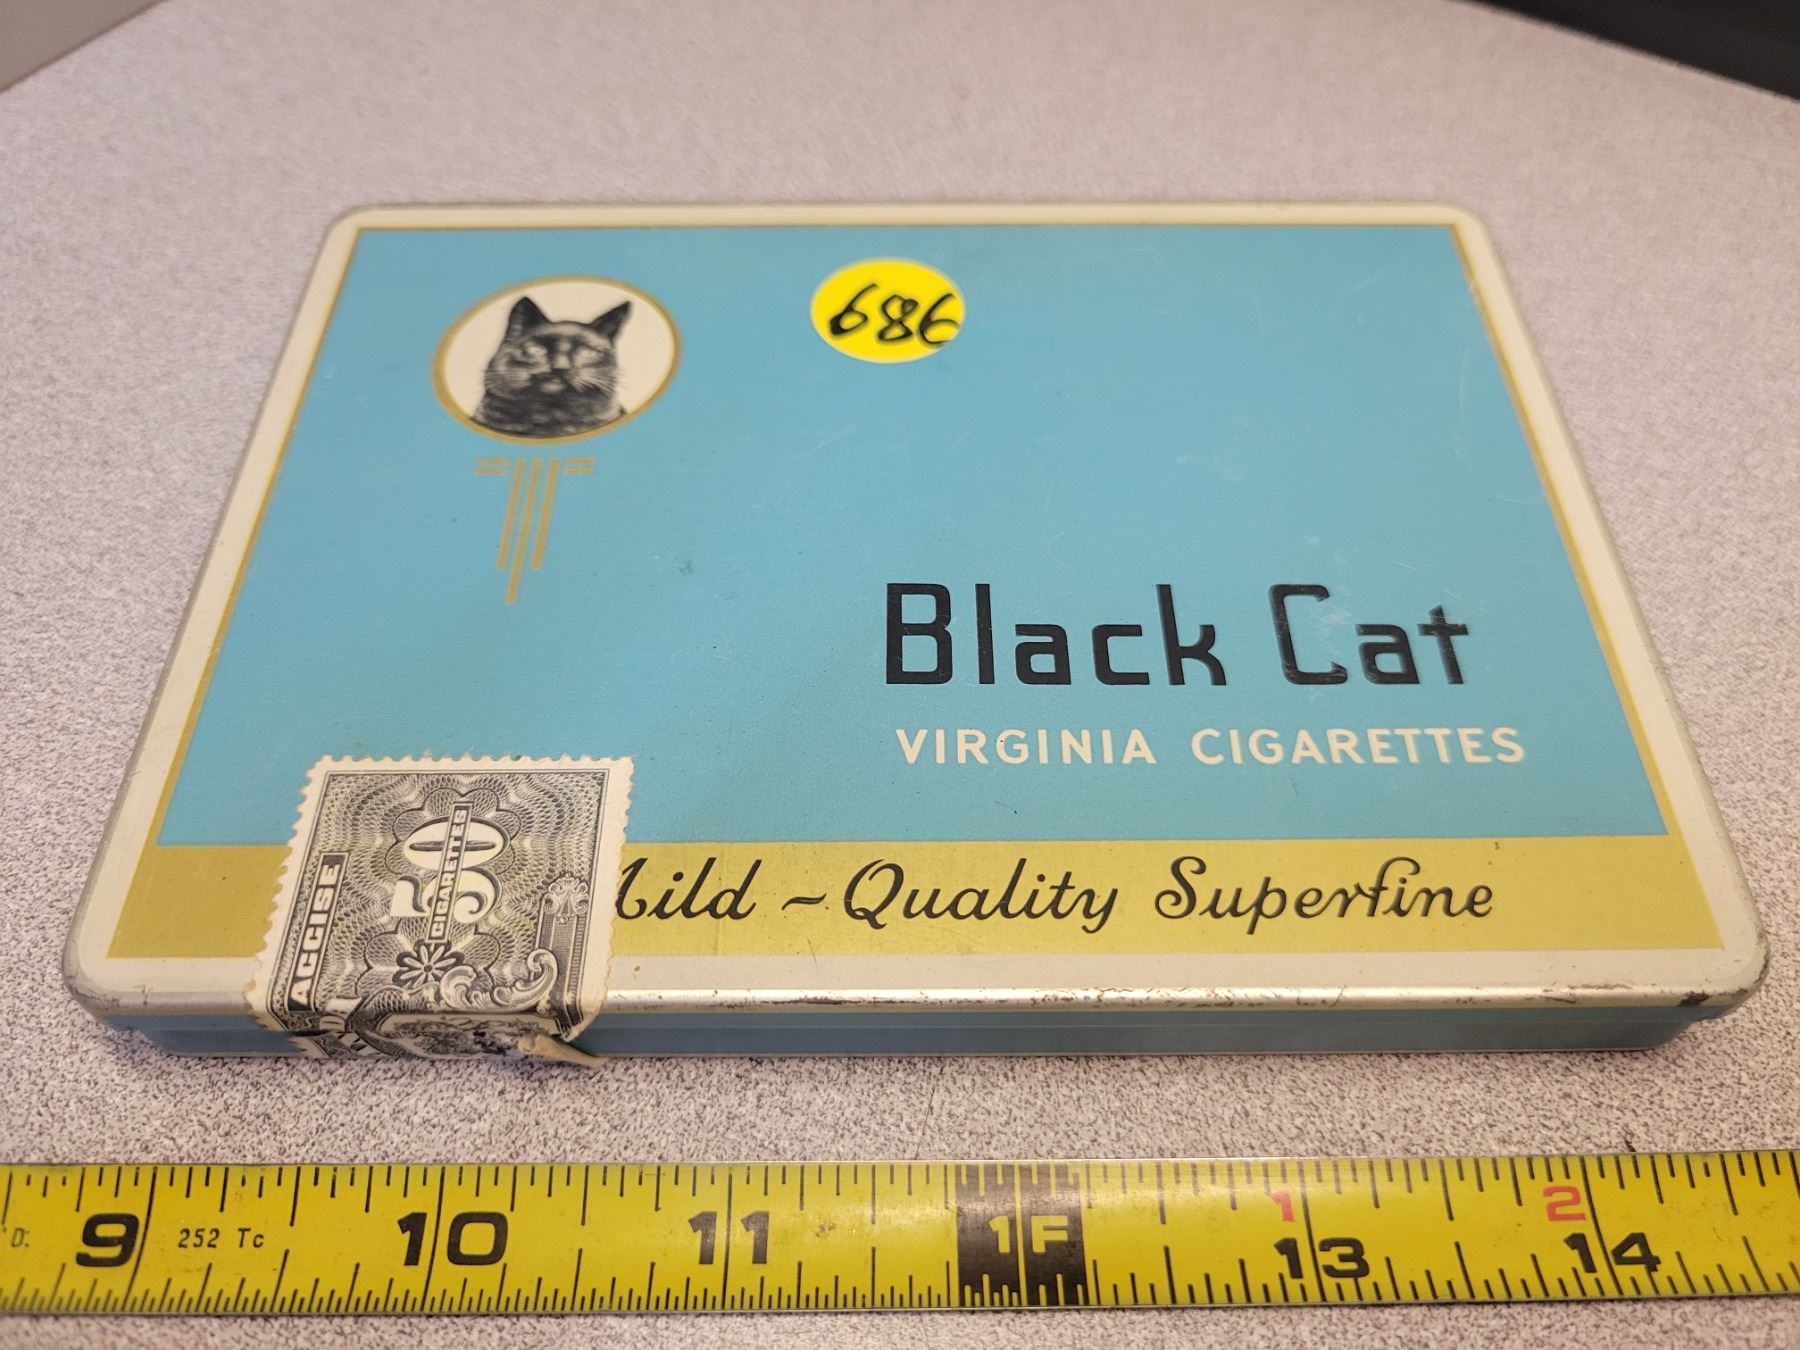 686
Black Cat
VIRGINIA CIGARETTES
ild ~ Quality Superfine
ACCISE
50
CIGARETTES
D: 9 252 Tc 10 11 1F 1 13 2 14